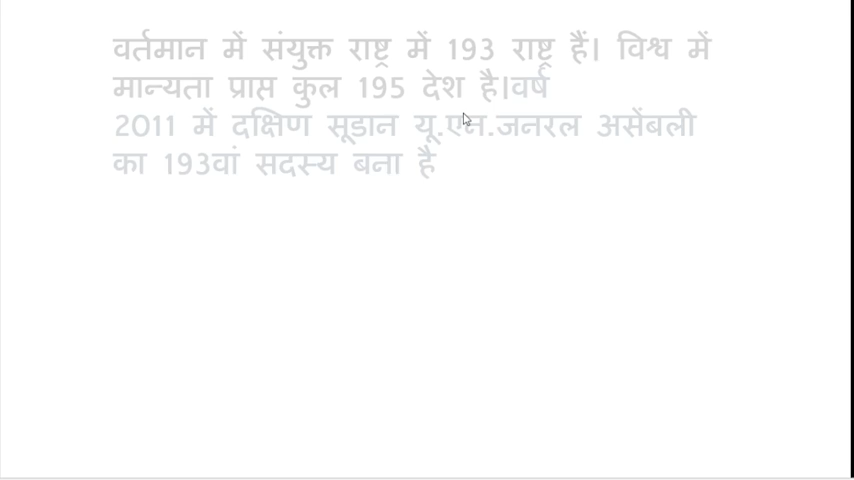 वर्तमान में संयुक्त राष्ट्र में 193 राष्ट्र हैं। विश्व में
मान्यता प्राप्त कुल 195 देश है।वर्ष
2011 में दक्षिण सूडान यू.एन.जनरल असेंबली
का 193वां सदस्य बना है